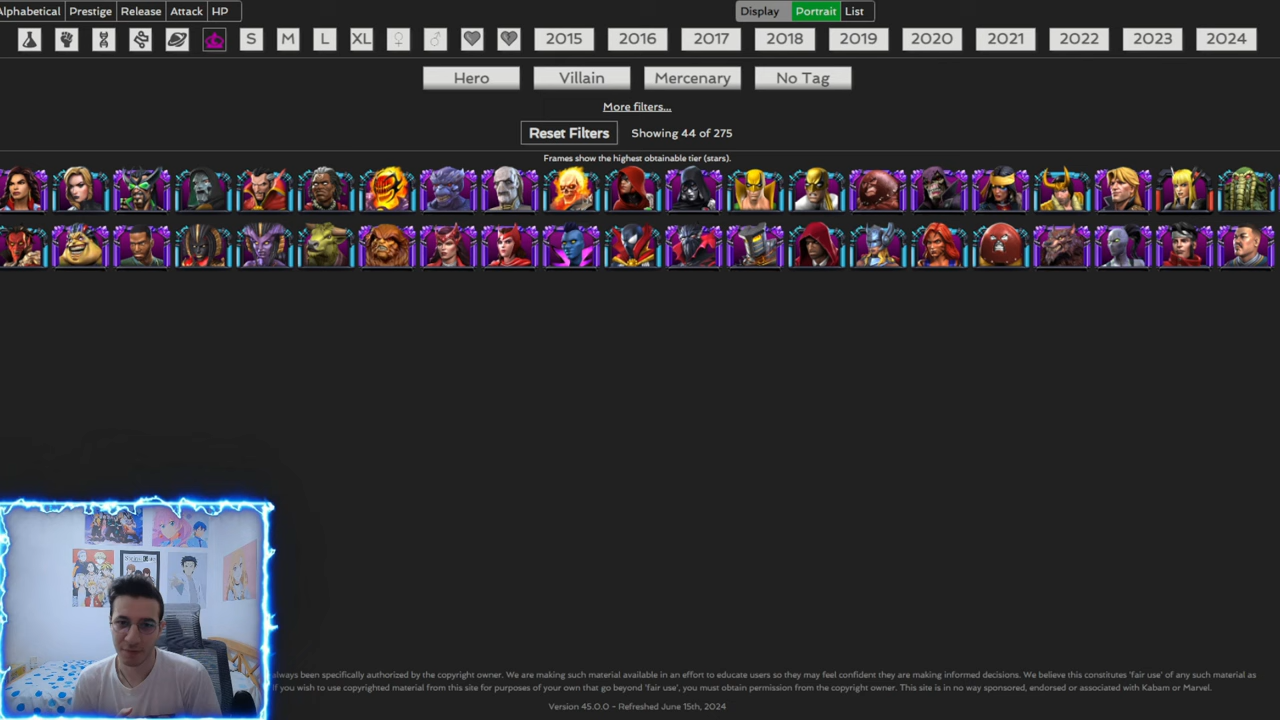 Alphabetical Prestige Release Attack HP Display Portrait List
S M L XL 2015 2016 2017 2018 2019 2020 2021 2022 2023 2024
Hero Villain Mercenary No Tag
More filters...
Reset Filters Showing 44 of 275
Frames show the highest obtainable tier (stars).
always been specifically authorized by the copyright owner. We are making such material available in an effort to educate users so they may feel confident they are making informed decisions. We believe this constitutes 'fair use' of any such material as
If you wish to use copyrighted material from this site for purposes of your own that go beyond 'fair use', you must obtain permission from the copyright owner. This site is in no way sponsored, endorsed or associated with Kabam or Marvel.
Version 45.0.0 - Refreshed June 15th, 2024